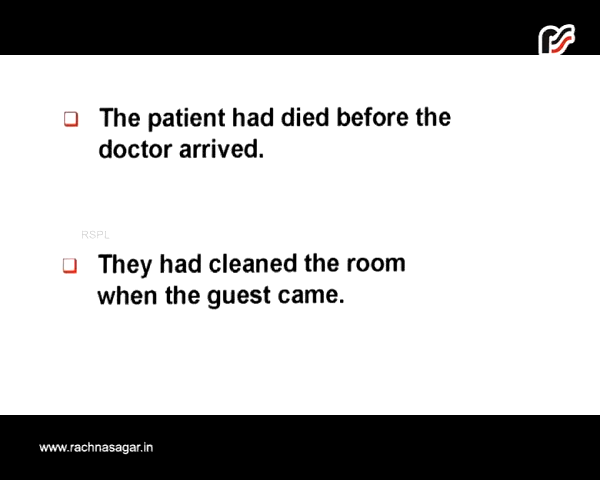 The patient had died before the
doctor arrived.
RSPL
They had cleaned the room
when the guest came.
www.rachnasagar.in